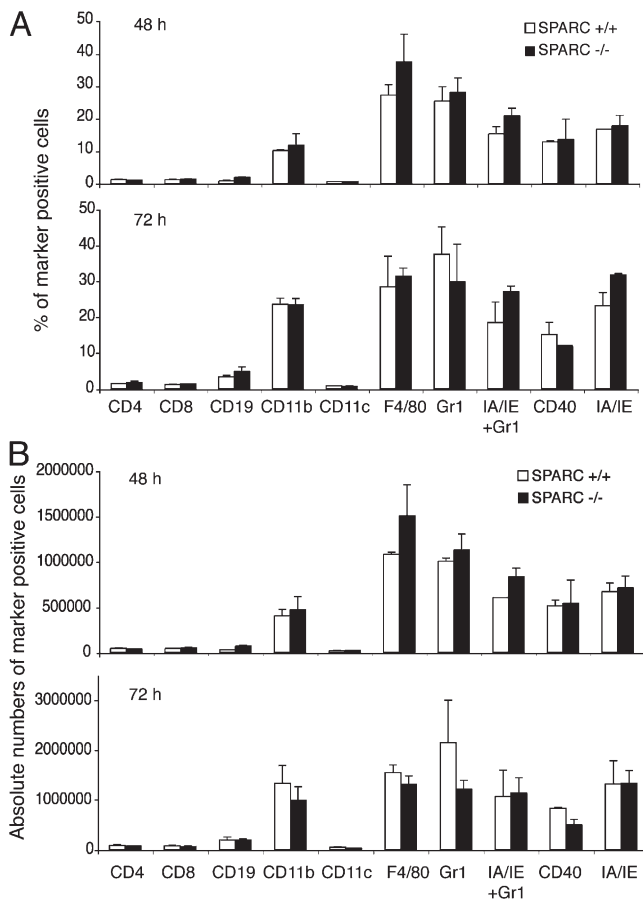 A
48 h
SPARC +/+
SPARC -/-
50
40
30
20
10
0
72 h
50
40
30
20
10
0
% of marker positive cells
CD4 CD8 CD19 CD11b CD11c F4/80 Gr1 IA/IE CD40 IA/IE
+Gr1
B
48 h
SPARC +/+
SPARC -/-
2000000
1500000
1000000
500000
0
72 h
3000000
2000000
1000000
0
Absolute numbers of marker positive cells
CD4 CD8 CD19 CD11b CD11c F4/80 Gr1 IA/IE CD40 IA/IE
+Gr1